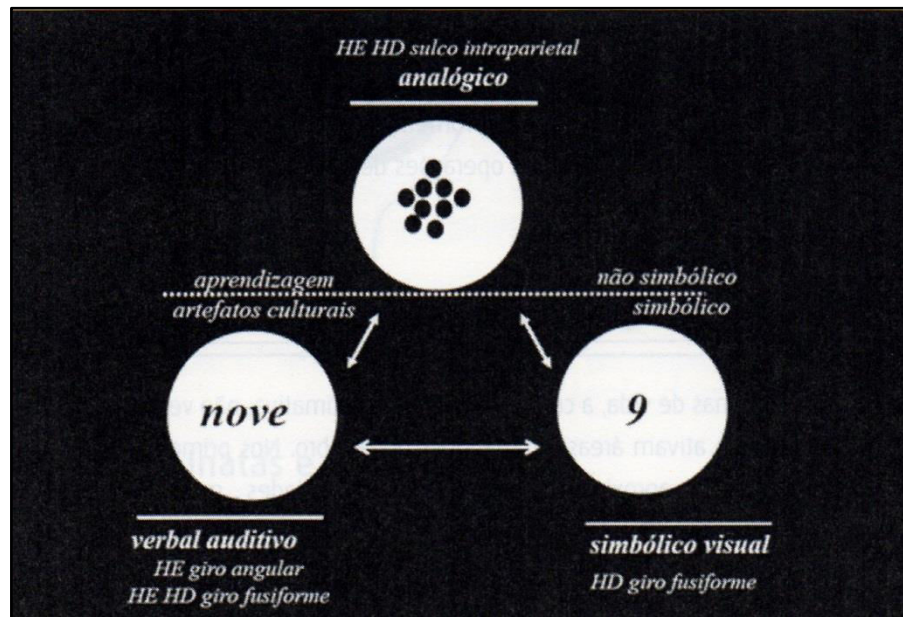 HE HD sulco intraparietal
analógico
aprendizagem
não simbólico
artefatos culturais
simbólico
nove
9
verbal auditivo
HE giro angular
HE HD giro fusiforme
simbólico visual
HD giro fusiforme